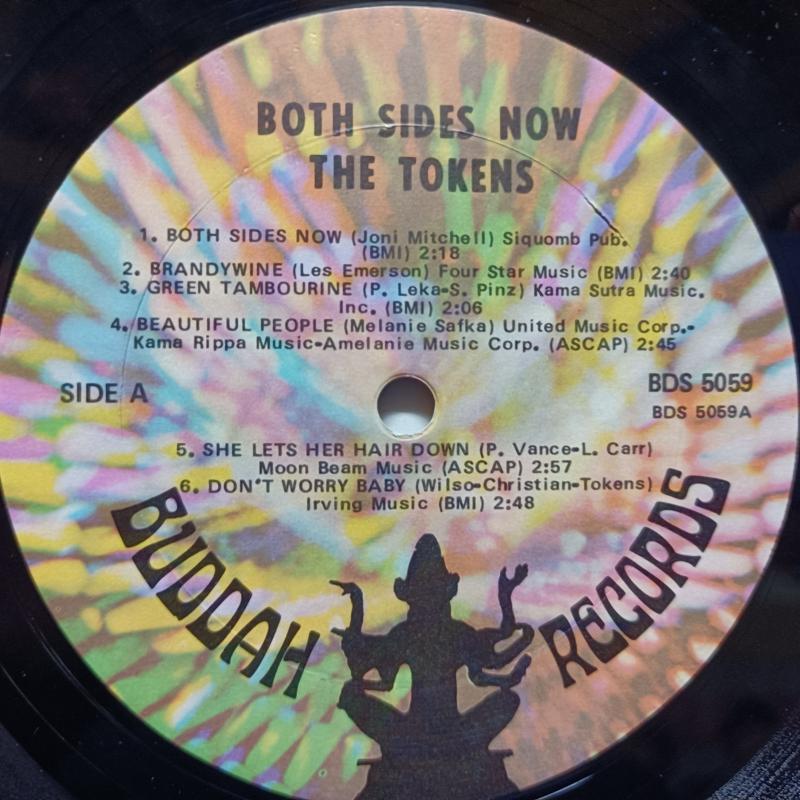 BOTH SIDES NOW
THE TOKENS
1. BOTH SIDES NOW (Joni Mitchell) Siquomb Pub.
(BMI) 2:18
2. BRANDYWINE (Les Emerson) Four Star Music (BMI) 2:40
3. GREEN TAMBOURINE (P. Leka-S. Pinz) Kama Sutra Music.
Inc. (BMI) 2:06
4. BEAUTIFUL PEOPLE (Melanie Safka) United Music Corp.-
Kama Rippa Music-Amelanie Music Corp. (ASCAP) 2:45
SIDE A
BDS 5059
BDS 5059A
5. SHE LETS HER HAIR DOWN (P. Vance-L. Carr)
Moon Beam Music (ASCAP) 2:57
6. DON'T WORRY BABY (Wilso-Christian-Tokens)
Irving Music (BMI) 2:48
BUDDAH RECORDS